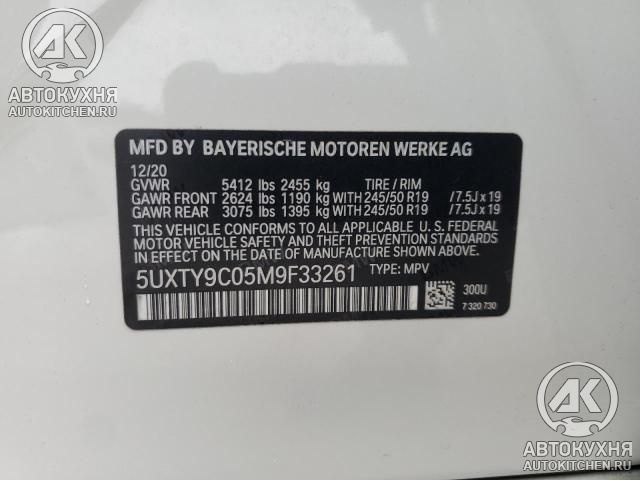 AK
АВТОКУХНЯ
AUTOKITCHEN.RU
MFD BY BAYERISCHE MOTOREN WERKE AG
12/20
GVWR 5412 lbs 2455 kg TIRE / RIM
GAWR FRONT 2624 lbs 1190 kg WITH 245/50 R19 /7.5J x 19
GAWR REAR 3075 lbs 1395 kg WITH 245/50 R19 /7.5J x 19
THIS VEHICLE CONFORMS TO ALL APPLICABLE U. S. FEDERAL
MOTOR VEHICLE SAFETY, BUMPER, AND THEFT PREVENTION
STANDARDS IN EFFECT ON THE DATE OF MANUFACTURE SHOWN ABOVE.
5UXTY9C05M9F33261 TYPE: MPV
300U
7 320 730
AK
АВТОКУХНЯ
AUTOKITCHEN.RU